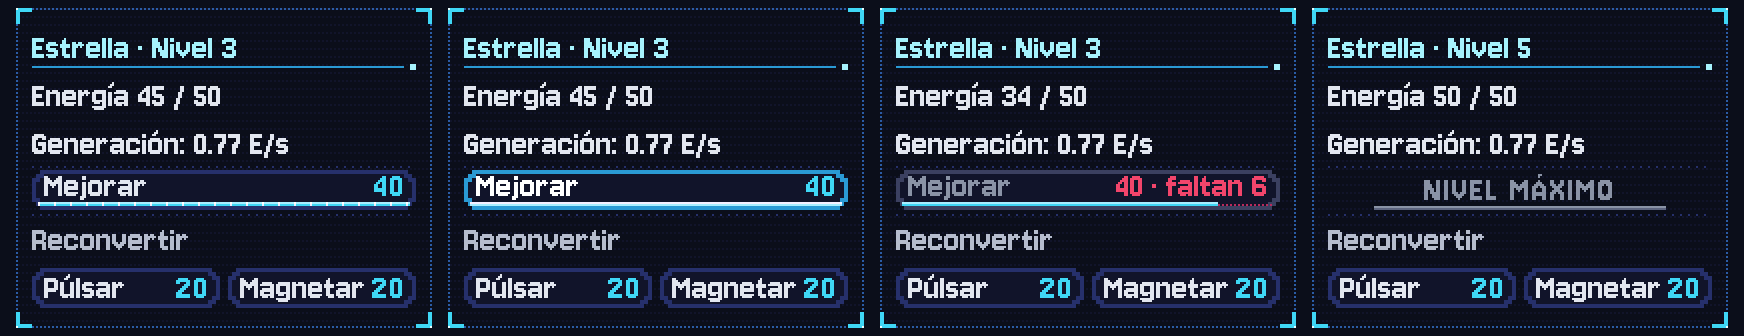 Estrella · Nivel 3
Energía 45 / 50
Generación: 0.77 E/s
Mejorar 40
Reconvertir
Púlsar 20 Magnetar 20
Estrella · Nivel 3
Energía 45 / 50
Generación: 0.77 E/s
Mejorar 40
Reconvertir
Púlsar 20 Magnetar 20
Estrella · Nivel 3
Energía 34 / 50
Generación: 0.77 E/s
Mejorar 40 · faltan 6
Reconvertir
Púlsar 20 Magnetar 20
Estrella · Nivel 5
Energía 50 / 50
Generación: 0.77 E/s
NIVEL MÁXIMO
Reconvertir
Púlsar 20 Magnetar 20